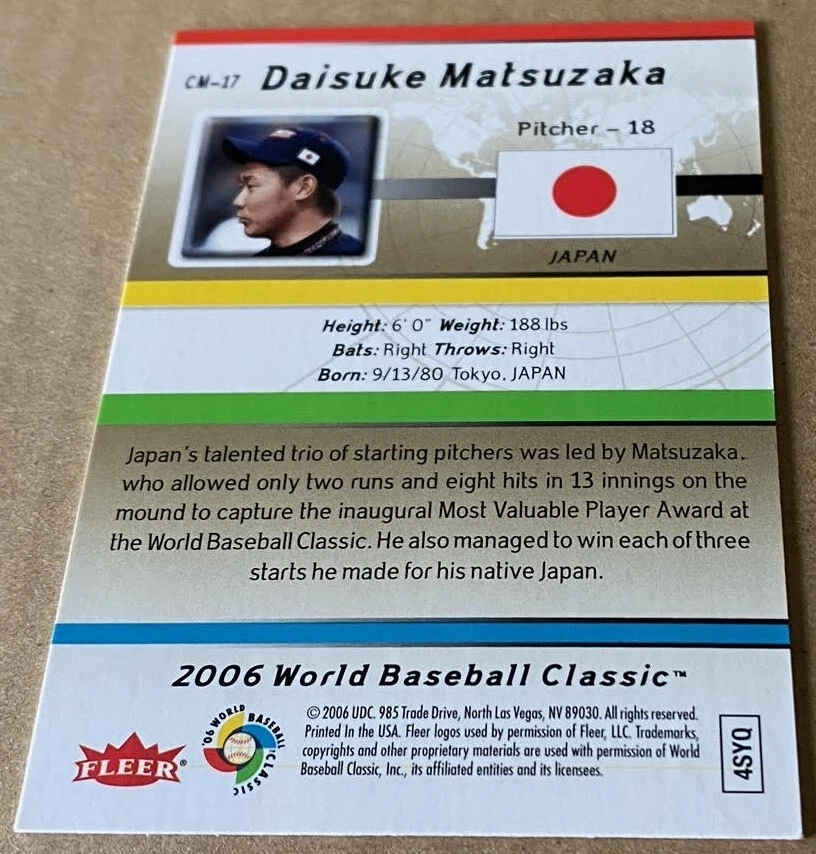 CM-17 Daisuke Matsuzaka
Pitcher - 18
JAPAN
Height: 6' 0" Weight: 188 lbs
Bats: Right Throws: Right
Born: 9/13/80 Tokyo, JAPAN
Japan's talented trio of starting pitchers was led by Matsuzaka,
who allowed only two runs and eight hits in 13 innings on the
mound to capture the inaugural Most Valuable Player Award at
the World Baseball Classic. He also managed to win each of three
starts he made for his native Japan.
2006 World Baseball Classic™
FLEER®
'06 WORLD BASEBALL CLASSIC
© 2006 UDC. 985 Trade Drive, North Las Vegas, NV 89030. All rights reserved.
Printed In the USA. Fleer logos used by permission of Fleer, LLC. Trademarks,
copyrights and other proprietary materials are used with permission of World
Baseball Classic, Inc., its affiliated entities and its licensees.
4SYQ